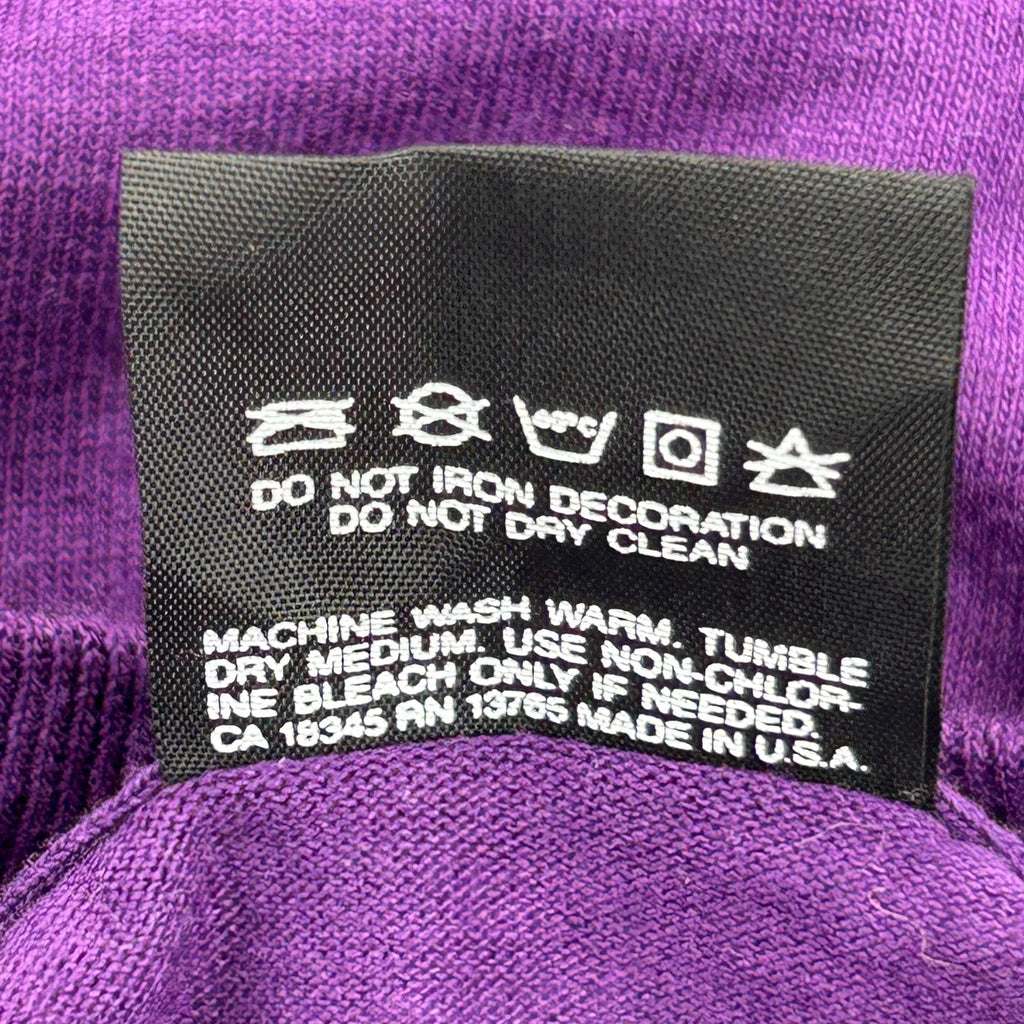 DO NOT IRON DECORATION
DO NOT DRY CLEAN
MACHINE WASH WARM. TUMBLE
DRY MEDIUM. USE NON-CHLOR-
INE BLEACH ONLY IF NEEDED.
CA 18345 RN 13765 MADE IN U.S.A.